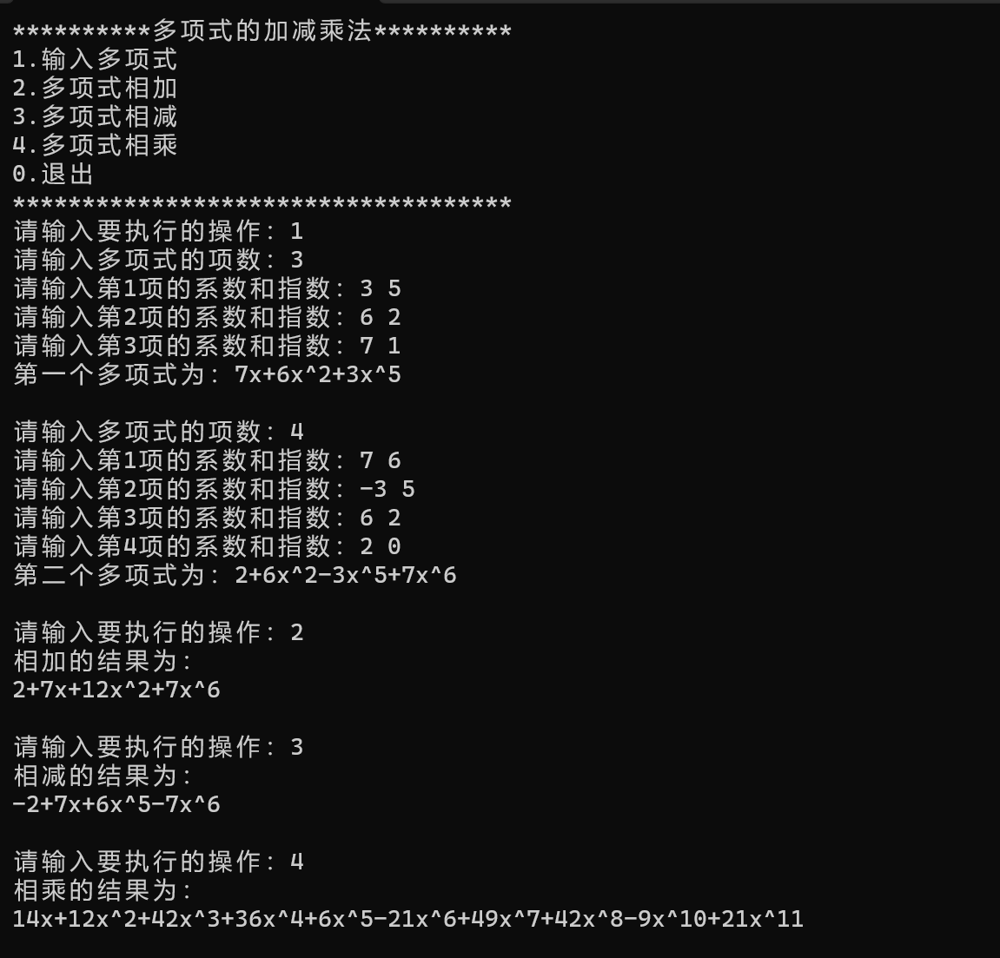 **********多项式的加减乘法**********
1.输入多项式
2.多项式相加
3.多项式相减
4.多项式相乘
0.退出
************************************
请输入要执行的操作：1
请输入多项式的项数：3
请输入第1项的系数和指数：3 5
请输入第2项的系数和指数：6 2
请输入第3项的系数和指数：7 1
第一个多项式为：7x+6x^2+3x^5
请输入多项式的项数：4
请输入第1项的系数和指数：7 6
请输入第2项的系数和指数：-3 5
请输入第3项的系数和指数：6 2
请输入第4项的系数和指数：2 0
第二个多项式为：2+6x^2-3x^5+7x^6
请输入要执行的操作：2
相加的结果为：
2+7x+12x^2+7x^6
请输入要执行的操作：3
相减的结果为：
-2+7x+6x^5-7x^6
请输入要执行的操作：4
相乘的结果为：
14x+12x^2+42x^3+36x^4+6x^5-21x^6+49x^7+42x^8-9x^10+21x^11